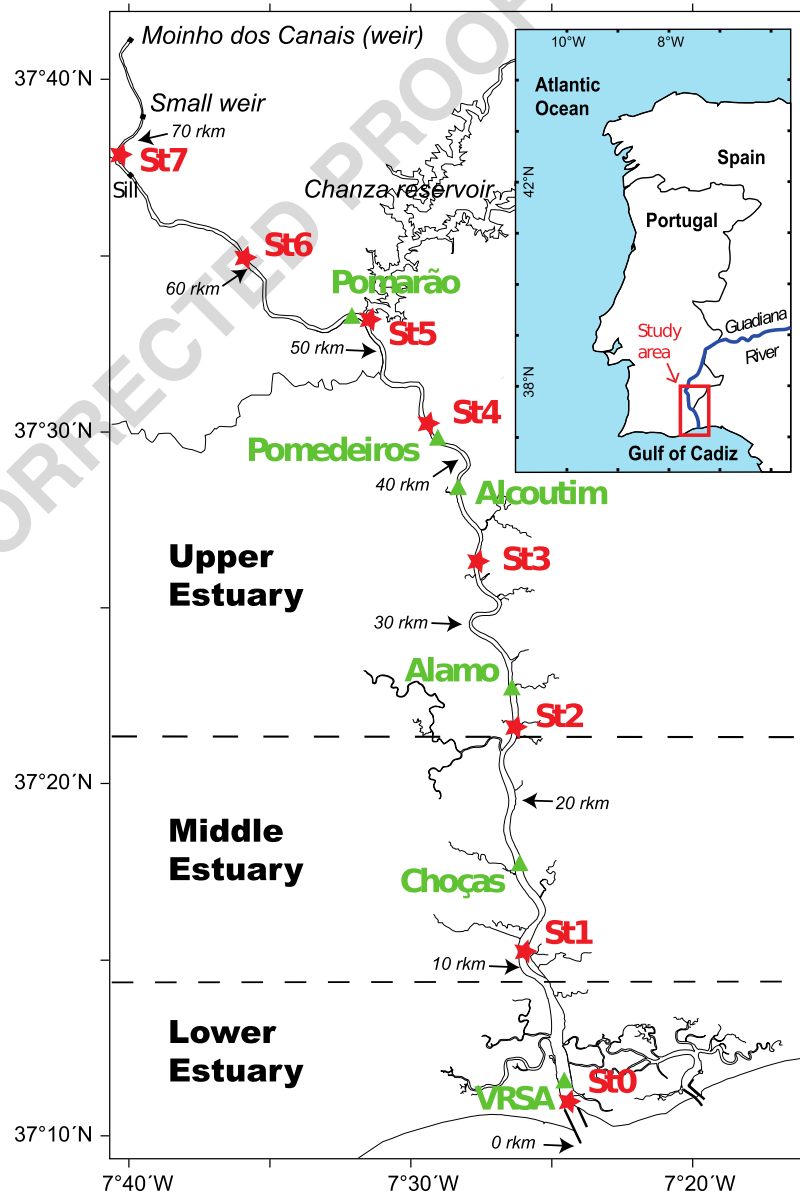 Moinho dos Canais (weir)
37°40´N
Small weir
70 rkm
St7
Sill
Chanza reservoir
St6
60 rkm
Pomarão
St5
50 rkm
St4
37°30´N
Pomedeiros
40 rkm
Alcoutim
Upper
Estuary
St3
30 rkm
Alamo
St2
37°20´N
20 rkm
Middle
Estuary
Choças
St1
10 rkm
Lower
Estuary
St0
VRSA
37°10´N
0 rkm
7°40´W
7°30´W
7°20´W
10°W
8°W
Atlantic
Ocean
Spain
42°N
Portugal
Guadiana
River
Study
area
38°N
Gulf of Cadiz
ORRECTED PROOF